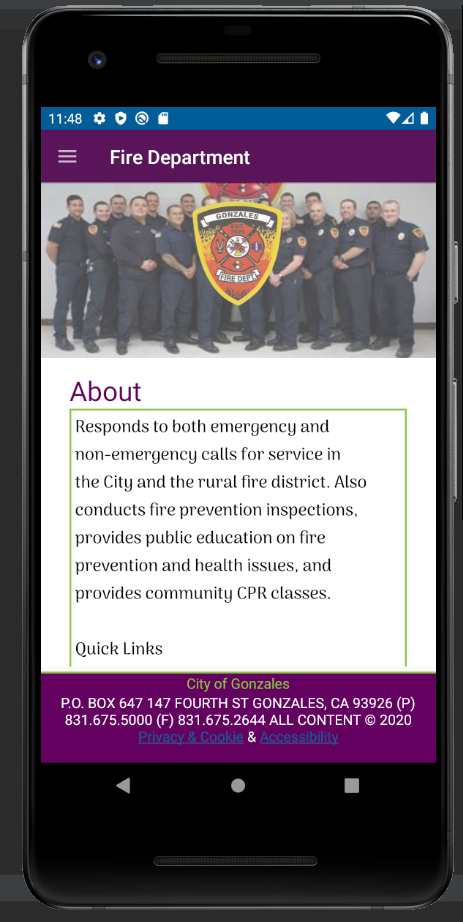 11:48
Fire Department
GONZALES
FIRE DEPT
About
Responds to both emergency and
non-emergency calls for service in
the City and the rural fire district. Also
conducts fire prevention inspections,
provides public education on fire
prevention and health issues, and
provides community CPR classes.
Quick Links
City of Gonzales
P.O. BOX 647 147 FOURTH ST GONZALES, CA 93926 (P)
831.675.5000 (F) 831.675.2644 ALL CONTENT © 2020
Privacy & Cookie & Accessibility